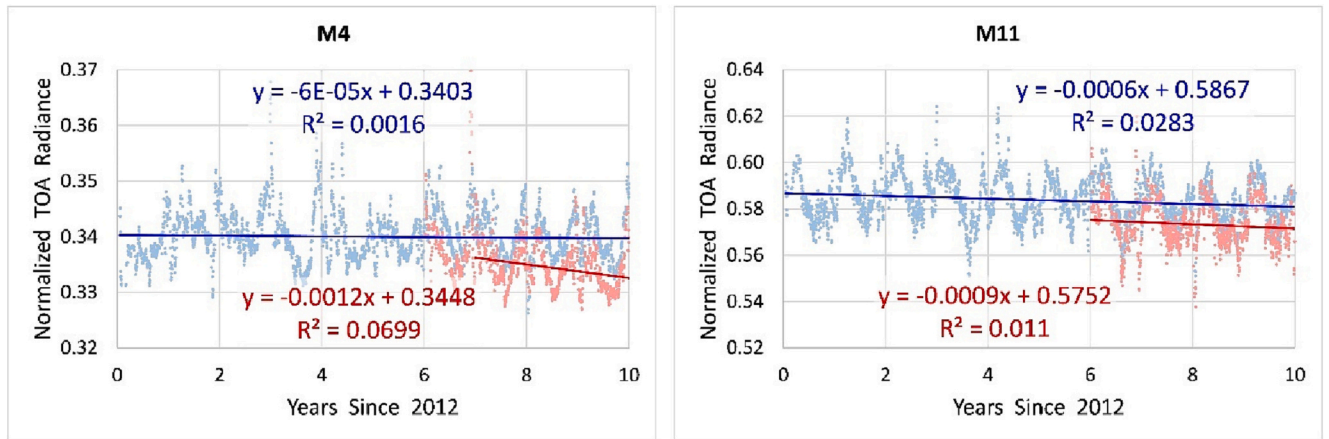 M4
Normalized TOA Radiance
0.37
0.36
0.35
0.34
0.33
0.32
y = -6E-05x + 0.3403
R² = 0.0016
y = -0.0012x + 0.3448
R² = 0.0699
0 2 4 6 8 10
Years Since 2012
M11
Normalized TOA Radiance
0.64
0.62
0.60
0.58
0.56
0.54
0.52
y = -0.0006x + 0.5867
R² = 0.0283
y = -0.0009x + 0.5752
R² = 0.011
0 2 4 6 8 10
Years Since 2012